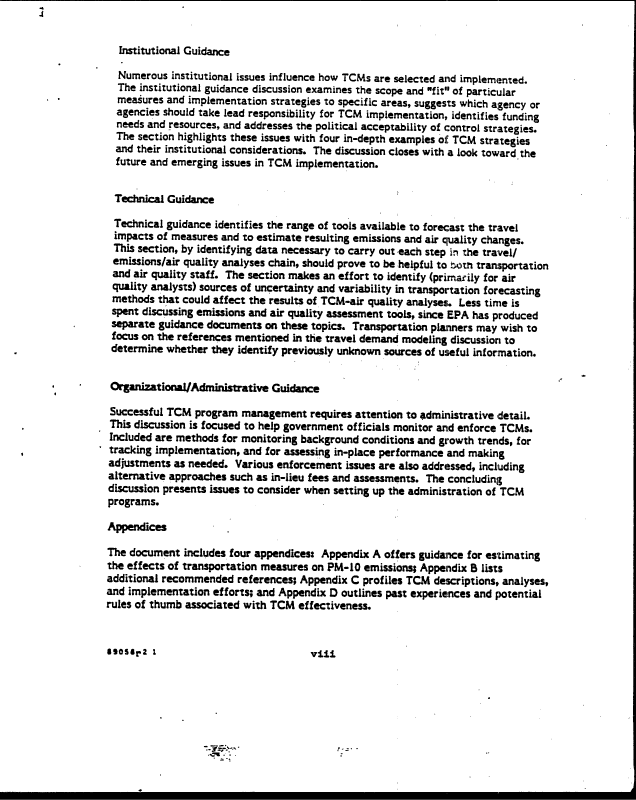 Institutional Guidance
Numerous institutional issues influence how TCMs are selected and implemented.
The institutional guidance discussion examines the scope and "fit" of particular
measures and implementation strategies to specific areas, suggests which agency or
agencies should take lead responsibility for TCM implementation, identifies funding
needs and resources, and addresses the political acceptability of control strategies.
The section highlights these issues with four in-depth examples of TCM strategies
and their institutional considerations. The discussion closes with a look toward the
future and emerging issues in TCM implementation.
Technical Guidance
Technical guidance identifies the range of tools available to forecast the travel
impacts of measures and to estimate resulting emissions and air quality changes.
This section, by identifying data necessary to carry out each step in the travel/
emissions/air quality analyses chain, should prove to be helpful to both transportation
and air quality staff. The section makes an effort to identify (primarily for air
quality analysts) sources of uncertainty and variability in transportation forecasting
methods that could affect the results of TCM-air quality analyses. Less time is
spent discussing emissions and air quality assessment tools, since EPA has produced
separate guidance documents on these topics. Transportation planners may wish to
focus on the references mentioned in the travel demand modeling discussion to
determine whether they identify previously unknown sources of useful information.
Organizational/Administrative Guidance
Successful TCM program management requires attention to administrative detail.
This discussion is focused to help government officials monitor and enforce TCMs.
Included are methods for monitoring background conditions and growth trends, for
tracking implementation, and for assessing in-place performance and making
adjustments as needed. Various enforcement issues are also addressed, including
alternative approaches such as in-lieu fees and assessments. The concluding
discussion presents issues to consider when setting up the administration of TCM
programs.
Appendices
The document includes four appendices: Appendix A offers guidance for estimating
the effects of transportation measures on PM-10 emissions; Appendix B lists
additional recommended references; Appendix C profiles TCM descriptions, analyses,
and implementation efforts; and Appendix D outlines past experiences and potential
rules of thumb associated with TCM effectiveness.
89058r2 1
viii